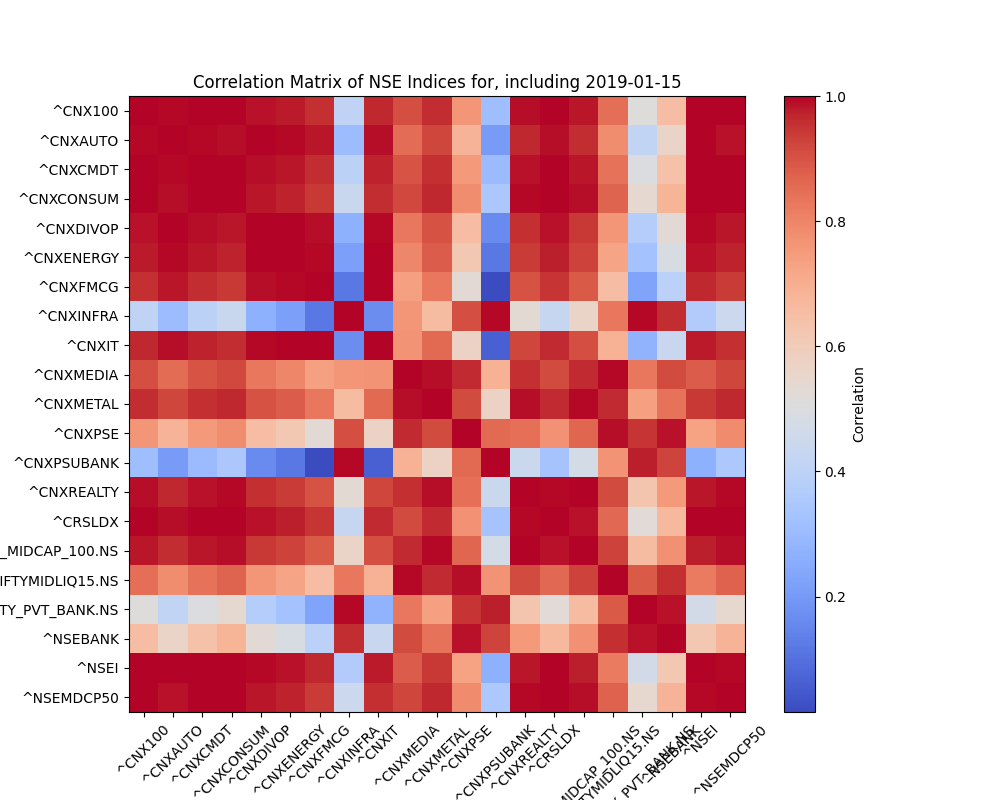 Correlation Matrix of NSE Indices for, including 2019-01-15
^CNX100
^CNXAUTO
^CNXCMDT
^CNXCONSUM
^CNXDIVOP
^CNXENERGY
^CNXFMCG
^CNXINFRA
^CNXIT
^CNXMEDIA
^CNXMETAL
^CNXPSE
^CNXPSUBANK
^CNXREALTY
^CRSLDX
_MIDCAP_100.NS
IFTYMIDLIQ15.NS
TY_PVT_BANK.NS
^NSEBANK
^NSEI
^NSEMDCP50
^CNX100
^CNXAUTO
^CNXCMDT
^CNXCONSUM
^CNXDIVOP
^CNXENERGY
^CNXFMCG
^CNXINFRA
^CNXIT
^CNXMEDIA
^CNXMETAL
^CNXPSE
^CNXPSUBANK
^CNXREALTY
^CRSLDX
MIDCAP_100.NS
TYMIDLIQ15.NS
PVT_BANK.NS
^NSEBANK
^NSEI
^NSEMDCP50
1.0
0.8
0.6
0.4
0.2
Correlation